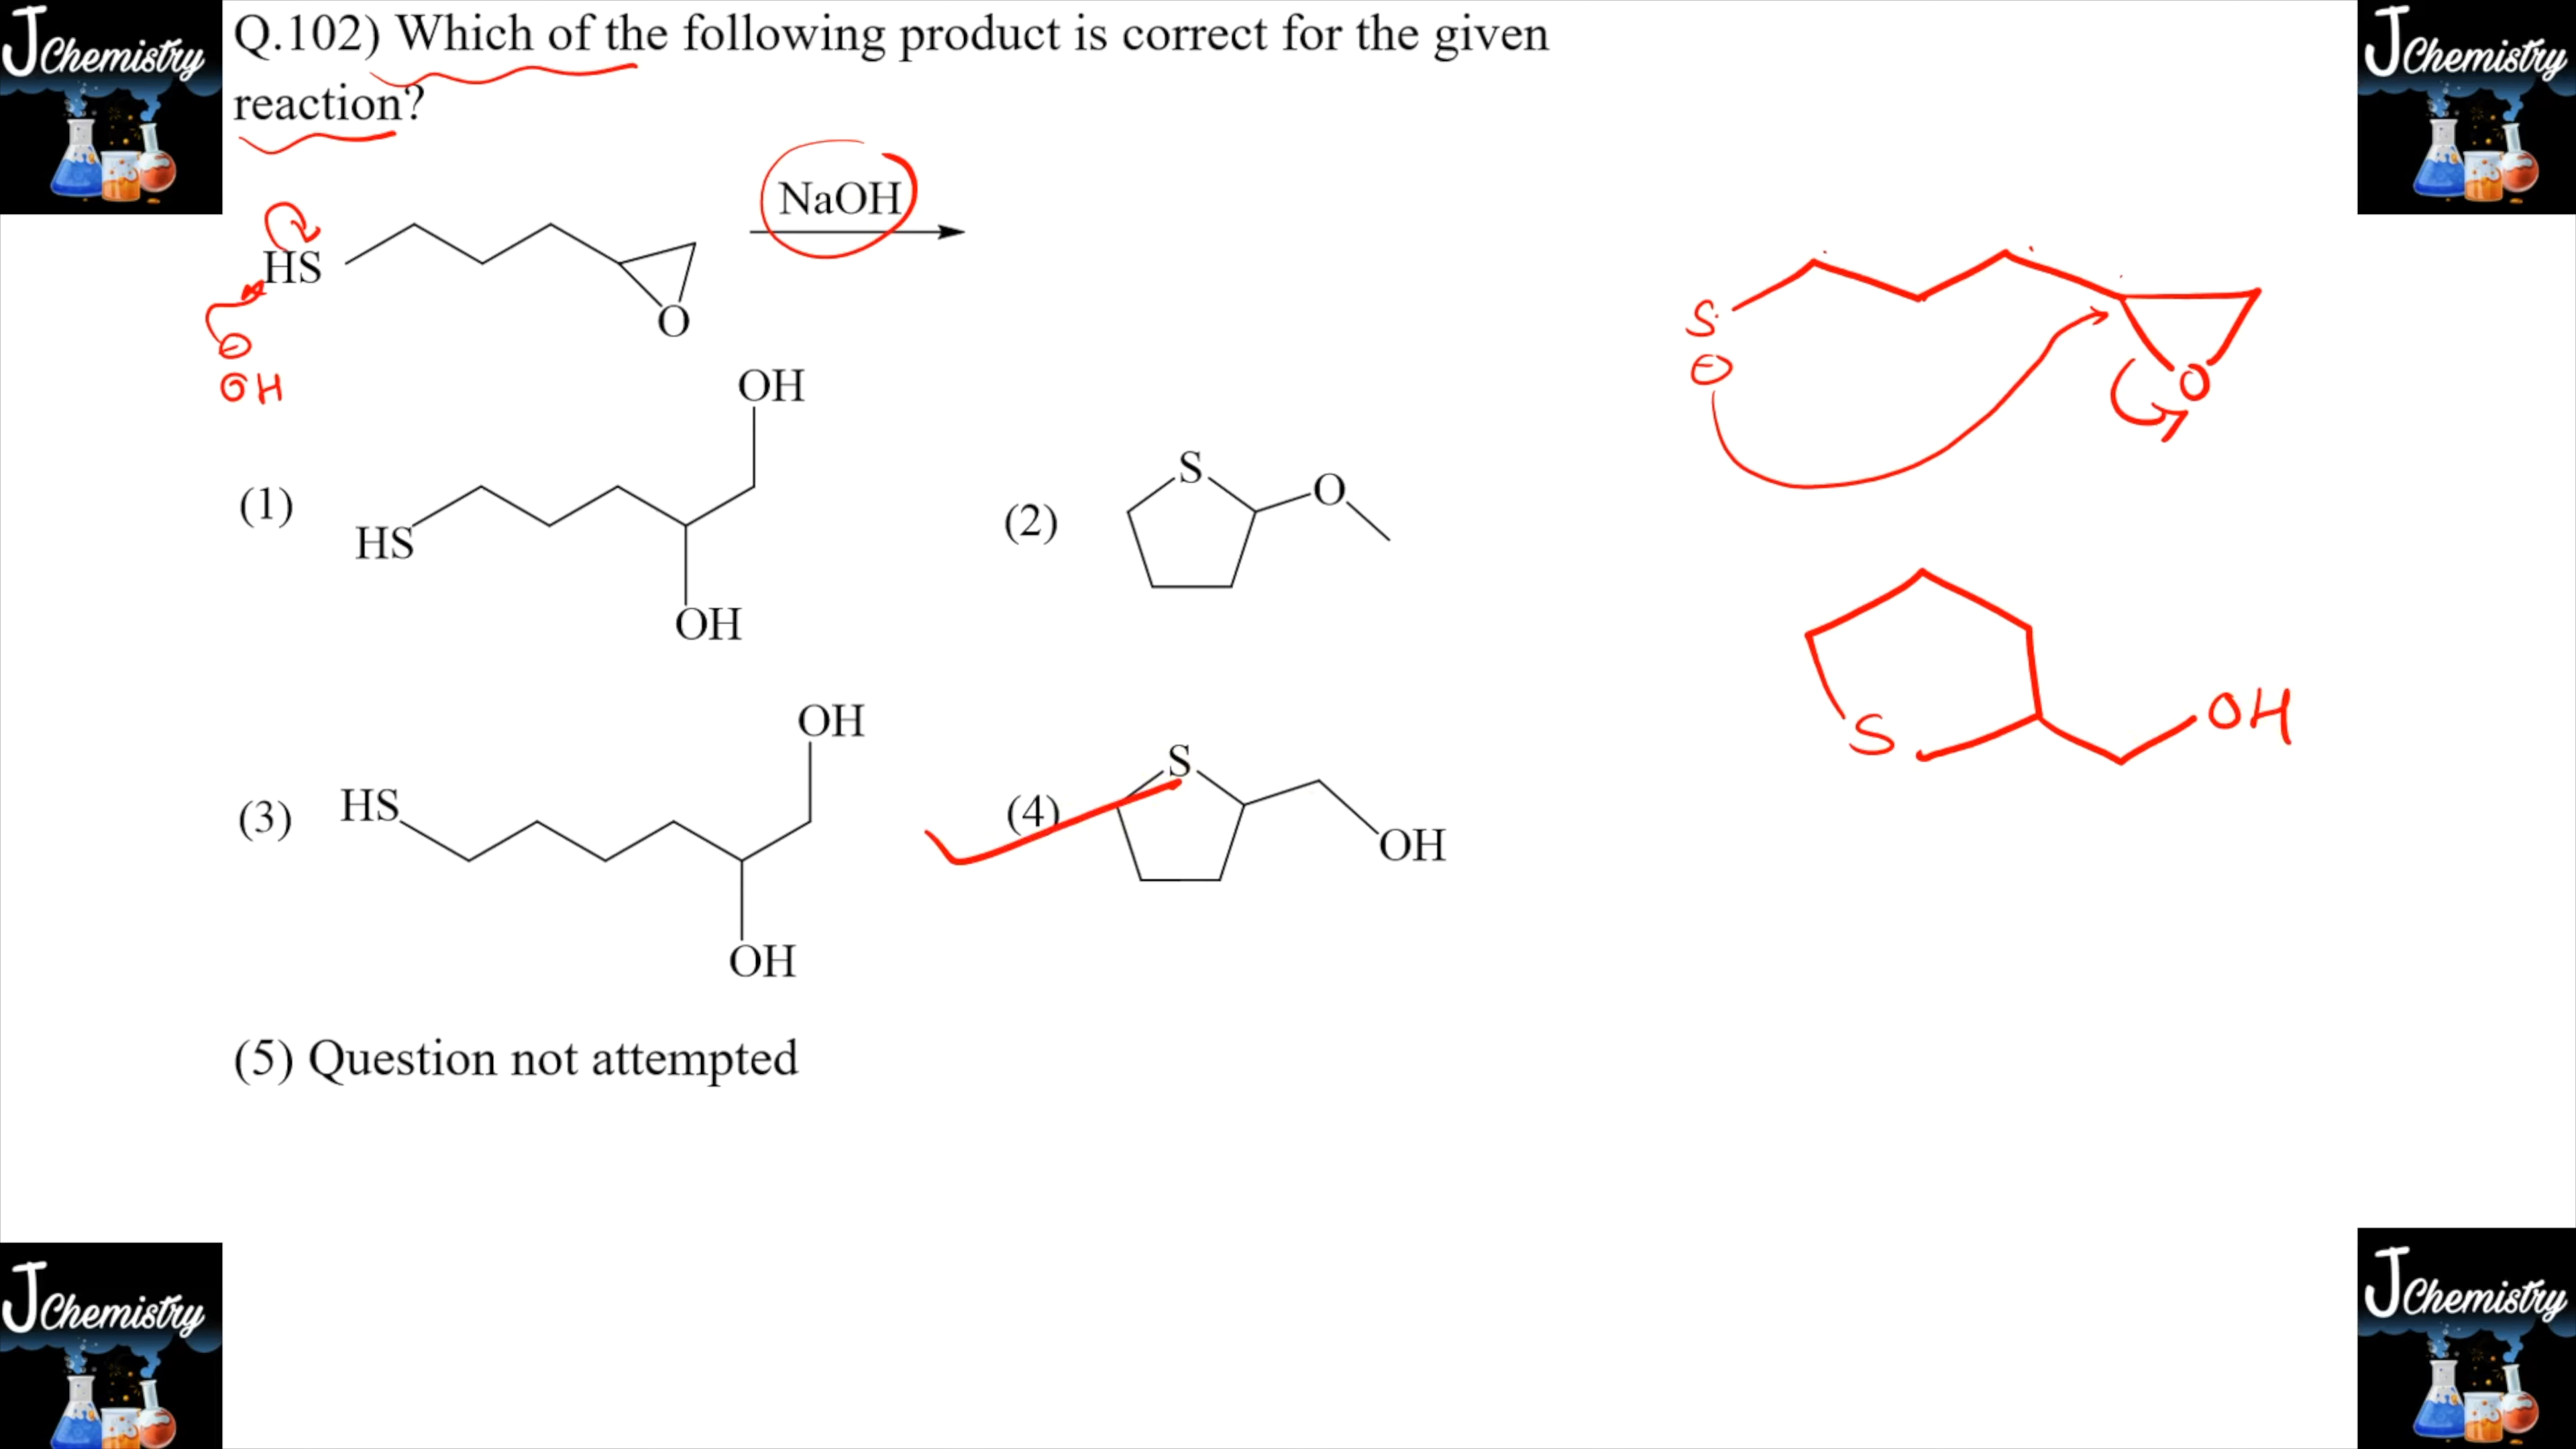 JChemistry
JChemistry
Q.102) Which of the following product is correct for the given
reaction?
NaOH
HS
O
⊖
OH
S
⊖
O
(1)
HS
OH
OH
(2)
S
O
(3)
HS
OH
OH
(4)
S
OH
S
OH
(5) Question not attempted
JChemistry
JChemistry